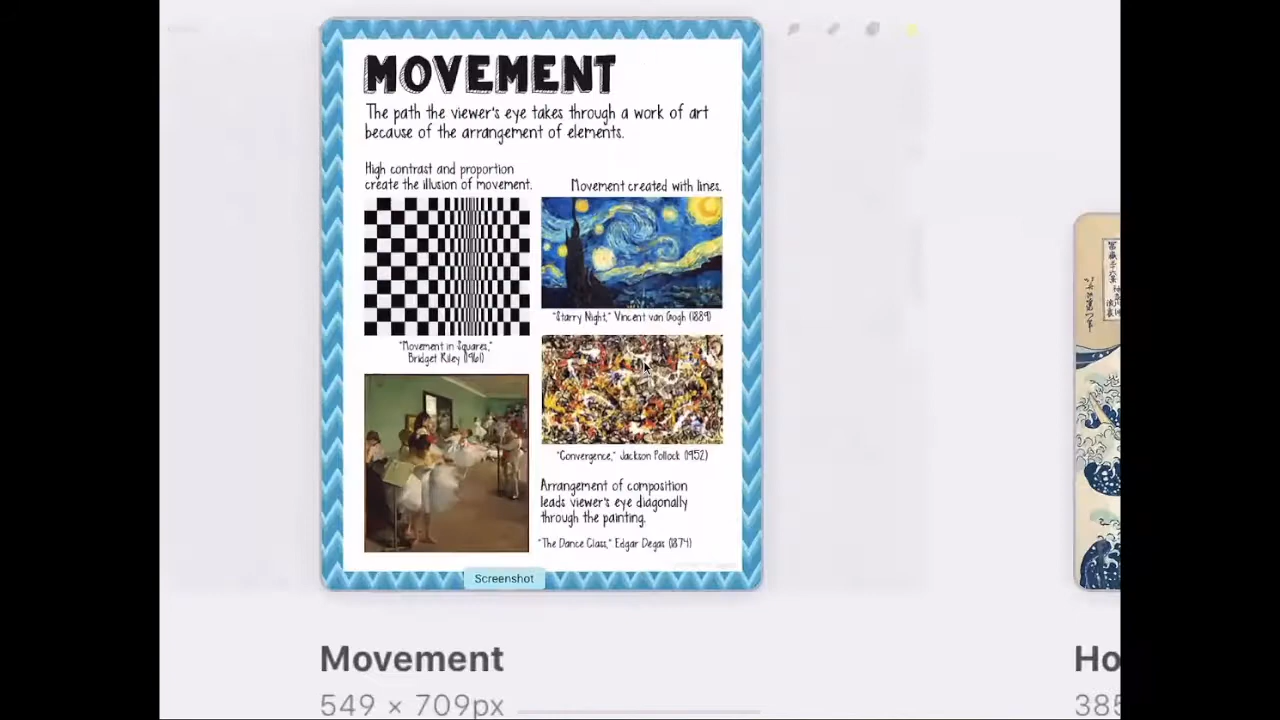 MOVEMENT
The path the viewer's eye takes through a work of art
because of the arrangement of elements.
High contrast and proportion
create the illusion of movement.
Movement created with lines.
"Starry Night," Vincent van Gogh (1889)
"Movement in Squares,"
Bridget Riley (1961)
"Convergence," Jackson Pollock (1952)
Arrangement of composition
leads viewer's eye diagonally
through the painting.
"The Dance Class," Edgar Degas (1874)
Screenshot
Movement
549 × 709px
Ho
385